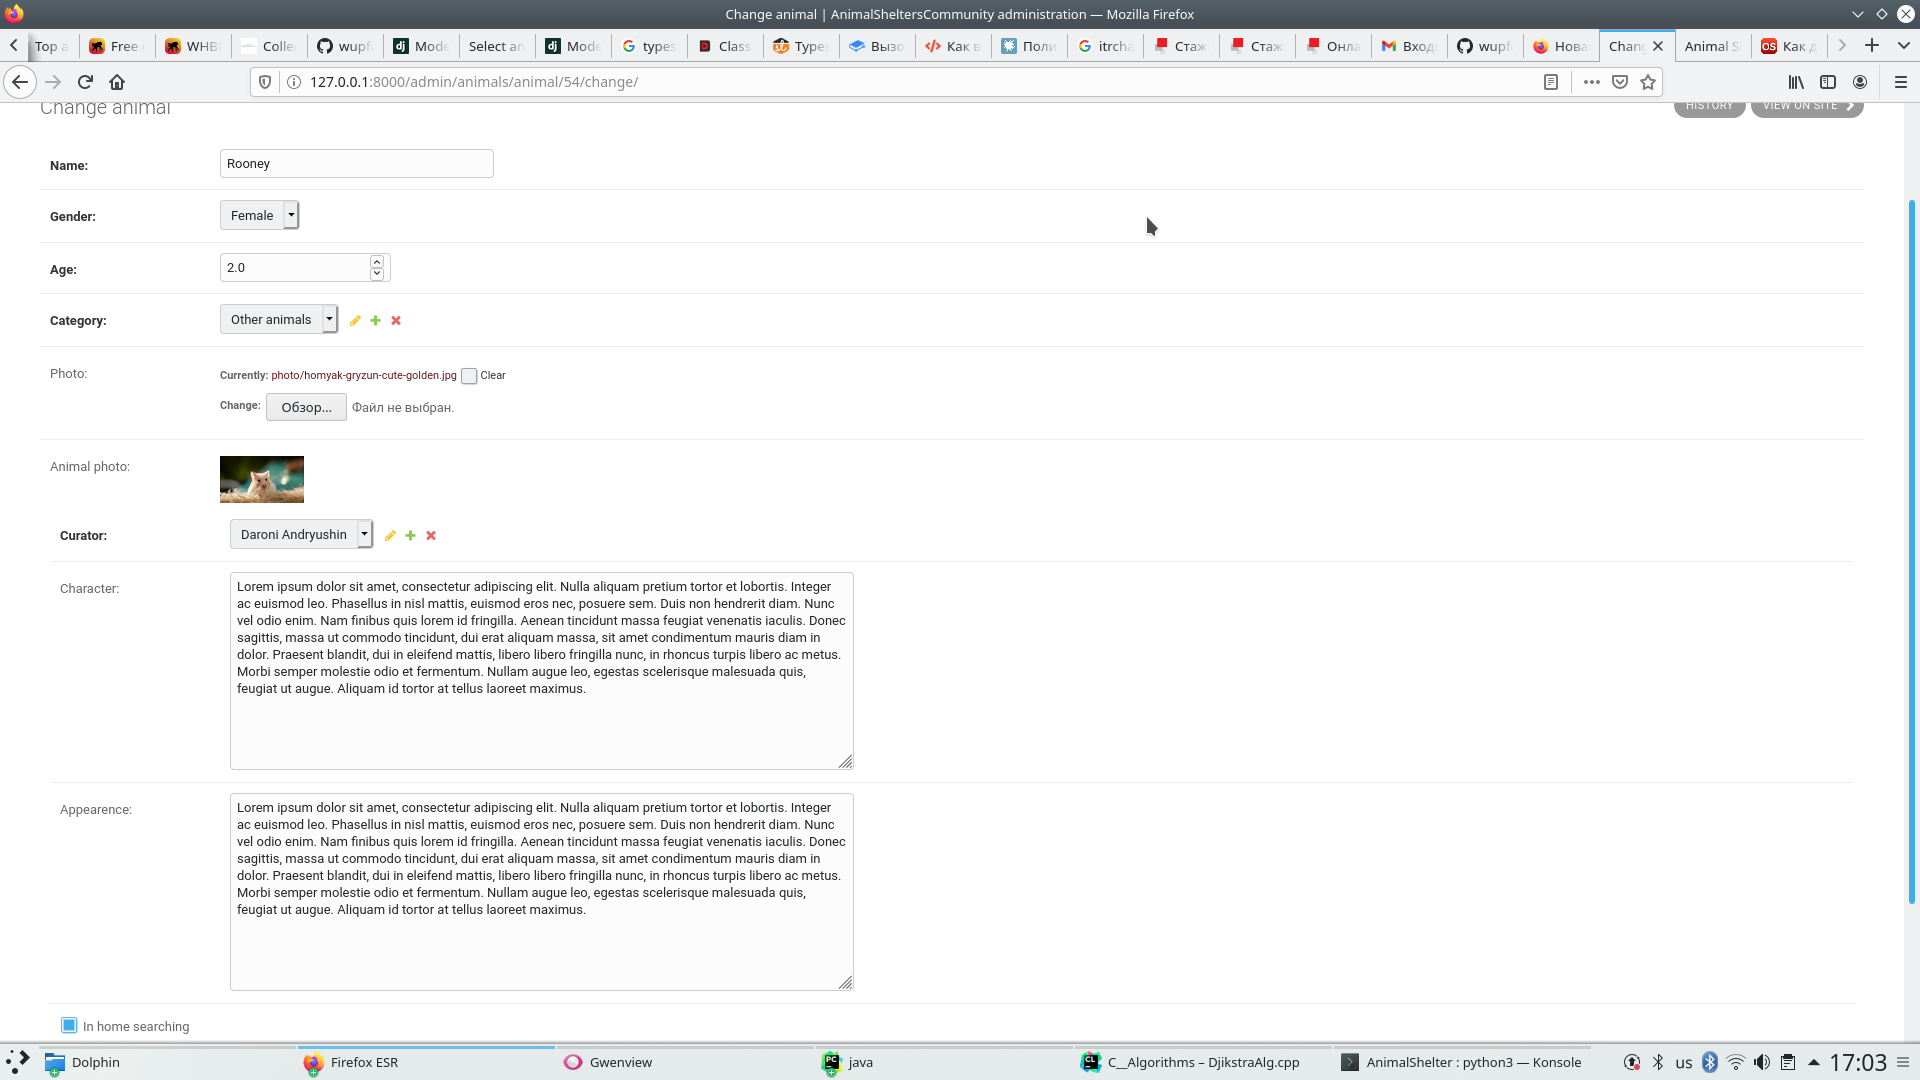 Change animal | AnimalSheltersCommunity administration — Mozilla Firefox
Top a
Free
WHB
Colle
wupf
Mode
Select an
Mode
types
Class
Type
Вызо
Как в
Поли
itrcha
Стаж
Стаж
Онла
Вход
wupf
Нова
Chang
Animal S
Как д
127.0.0.1:8000/admin/animals/animal/54/change/
Change animal
HISTORY
VIEW ON SITE
Name:
Rooney
Gender:
Female
Age:
2.0
Category:
Other animals
Photo:
Currently: photo/homyak-gryzun-cute-golden.jpg Clear
Change: Обзор... Файл не выбран.
Animal photo:
Curator:
Daroni Andryushin
Character:
Lorem ipsum dolor sit amet, consectetur adipiscing elit. Nulla aliquam pretium tortor et lobortis. Integer
ac euismod leo. Phasellus in nisl mattis, euismod eros nec, posuere sem. Duis non hendrerit diam. Nunc
vel odio enim. Nam finibus quis lorem id fringilla. Aenean tincidunt massa feugiat venenatis iaculis. Donec
sagittis, massa ut commodo tincidunt, dui erat aliquam massa, sit amet condimentum mauris diam in
dolor. Praesent blandit, dui in eleifend mattis, libero libero fringilla nunc, in rhoncus turpis libero ac metus.
Morbi semper molestie odio et fermentum. Nullam augue leo, egestas scelerisque malesuada quis,
feugiat ut augue. Aliquam id tortor at tellus laoreet maximus.
Appearence:
Lorem ipsum dolor sit amet, consectetur adipiscing elit. Nulla aliquam pretium tortor et lobortis. Integer
ac euismod leo. Phasellus in nisl mattis, euismod eros nec, posuere sem. Duis non hendrerit diam. Nunc
vel odio enim. Nam finibus quis lorem id fringilla. Aenean tincidunt massa feugiat venenatis iaculis. Donec
sagittis, massa ut commodo tincidunt, dui erat aliquam massa, sit amet condimentum mauris diam in
dolor. Praesent blandit, dui in eleifend mattis, libero libero fringilla nunc, in rhoncus turpis libero ac metus.
Morbi semper molestie odio et fermentum. Nullam augue leo, egestas scelerisque malesuada quis,
feugiat ut augue. Aliquam id tortor at tellus laoreet maximus.
In home searching
Dolphin
Firefox ESR
Gwenview
java
C__Algorithms – DjikstraAlg.cpp
AnimalShelter : python3 — Konsole
us
17:03